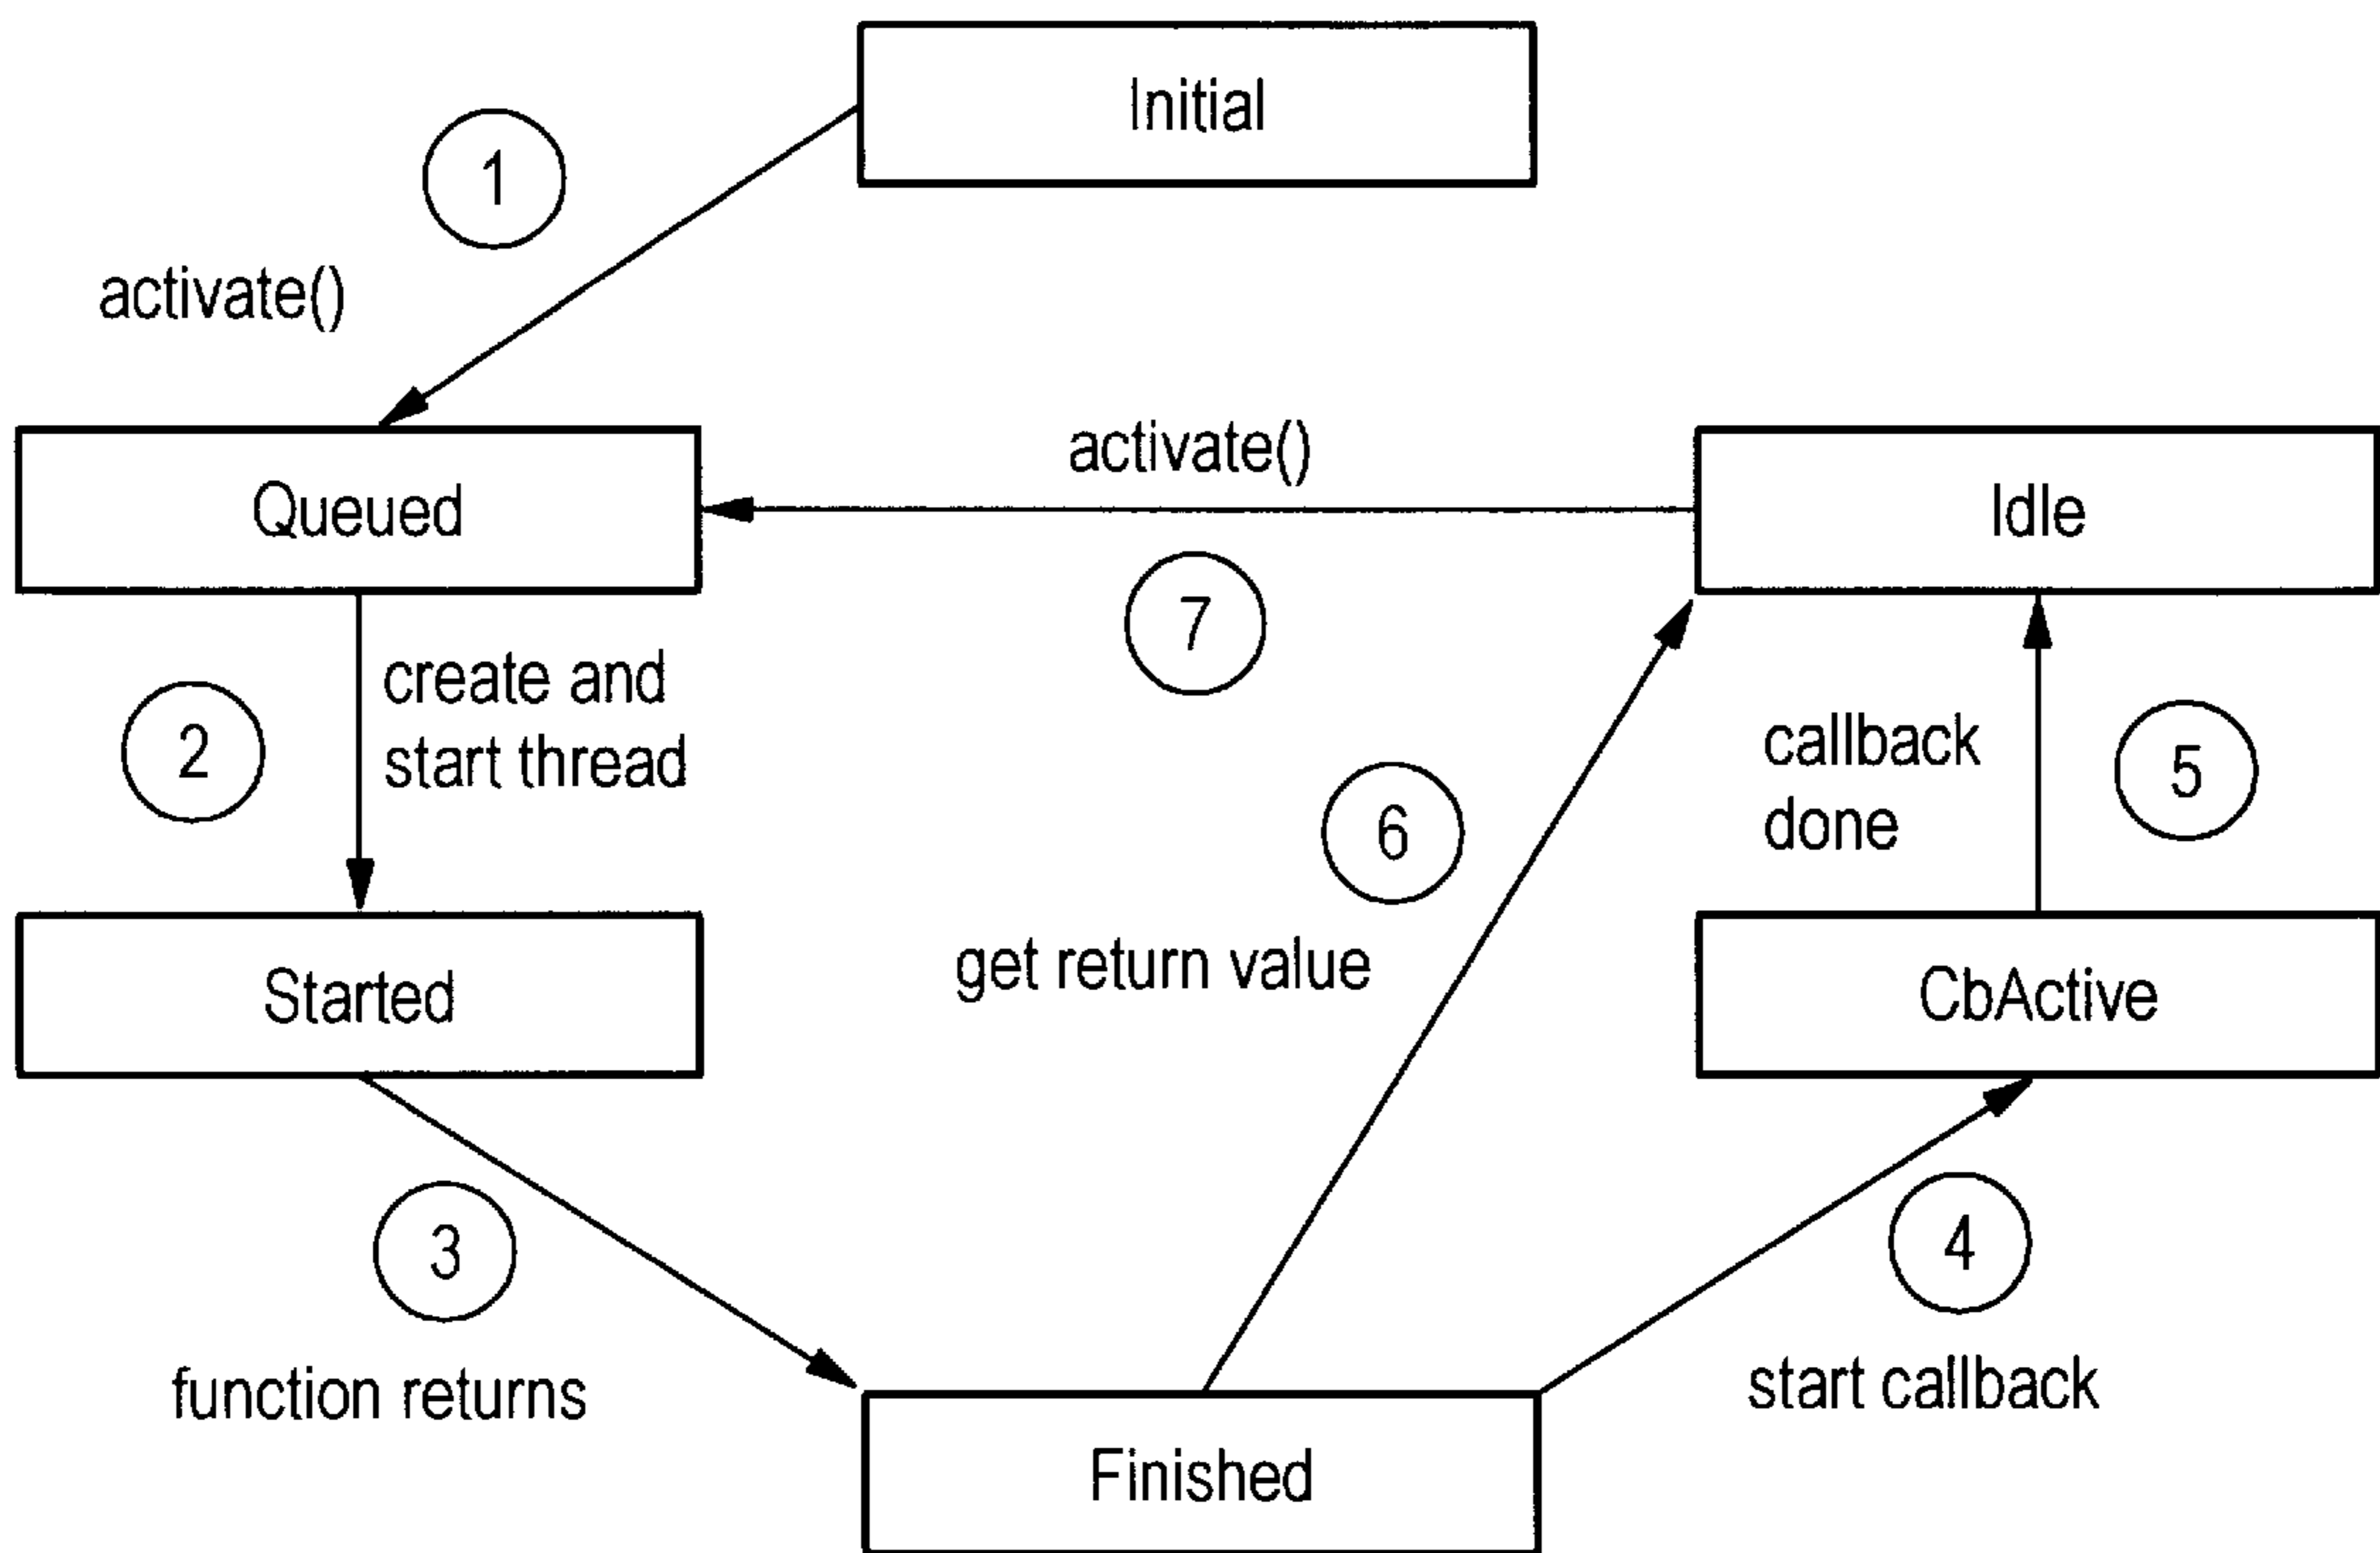 Initial
1
activate()
Queued
activate()
Idle
7
2
create and
start thread
6
callback
done
5
get return value
Started
CbActive
3
4
function returns
start callback
Finished